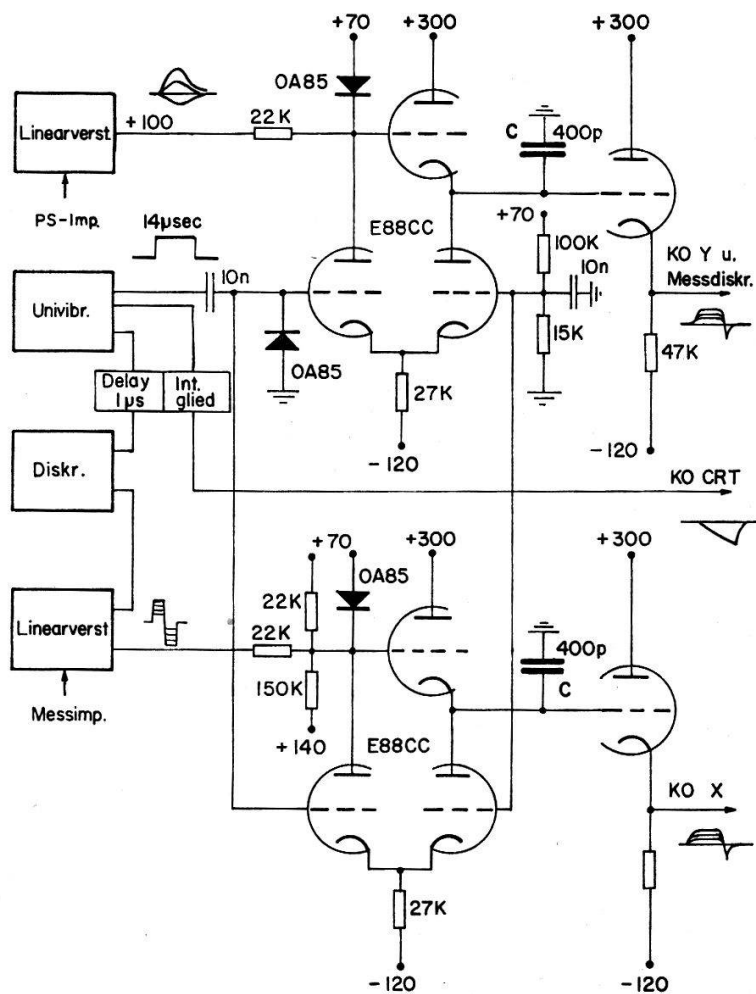 +70
+300
+300
OA85
Linearverst.
+100
22K
C
400p
PS-Imp.
14µsec
E88CC
+70
100K
10n
10n
KO Y u.
Messdiskr.
Univibr.
OA85
15K
47K
Delay
1µs
Int.
glied
27K
-120
-120
Diskr.
KO CRT
+70
+300
+300
OA85
22K
Linearverst
22K
400p
C
150K
Messimp.
+140
E88CC
KO X
27K
-120
-120